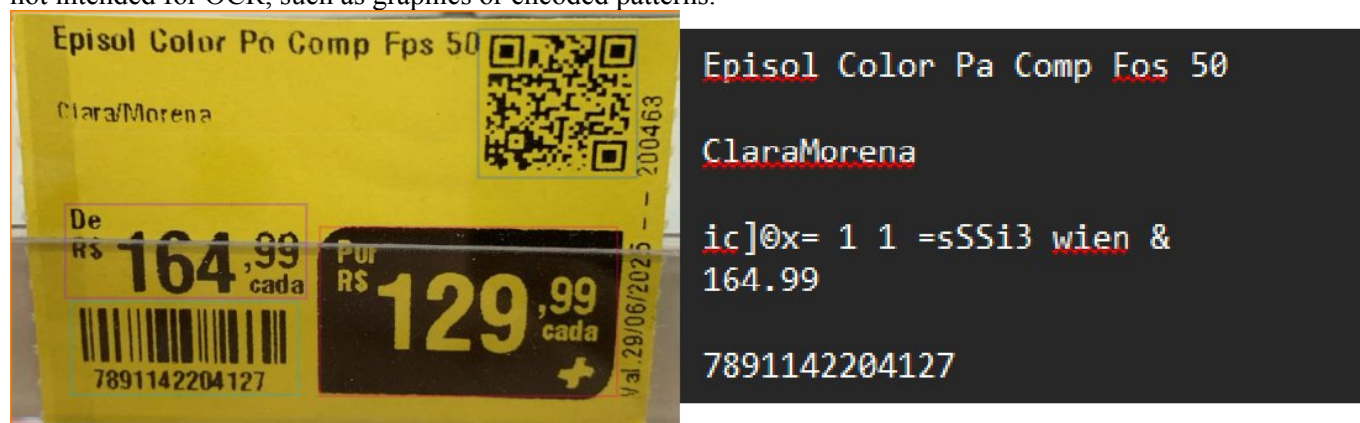 not intended for OCR, such as graphics or encoded patterns.
Episol Color Po Comp Fps 50
Clara/Morena
200463
De
R$ 164,99
cada
Por
R$ 129,99
cada
+
7891142204127
Val.29/06/2025 - -
Episol Color Pa Comp Fos 50
ClaraMorena
ic]©x= 1 1 =sSSi3 wien &
164.99
7891142204127